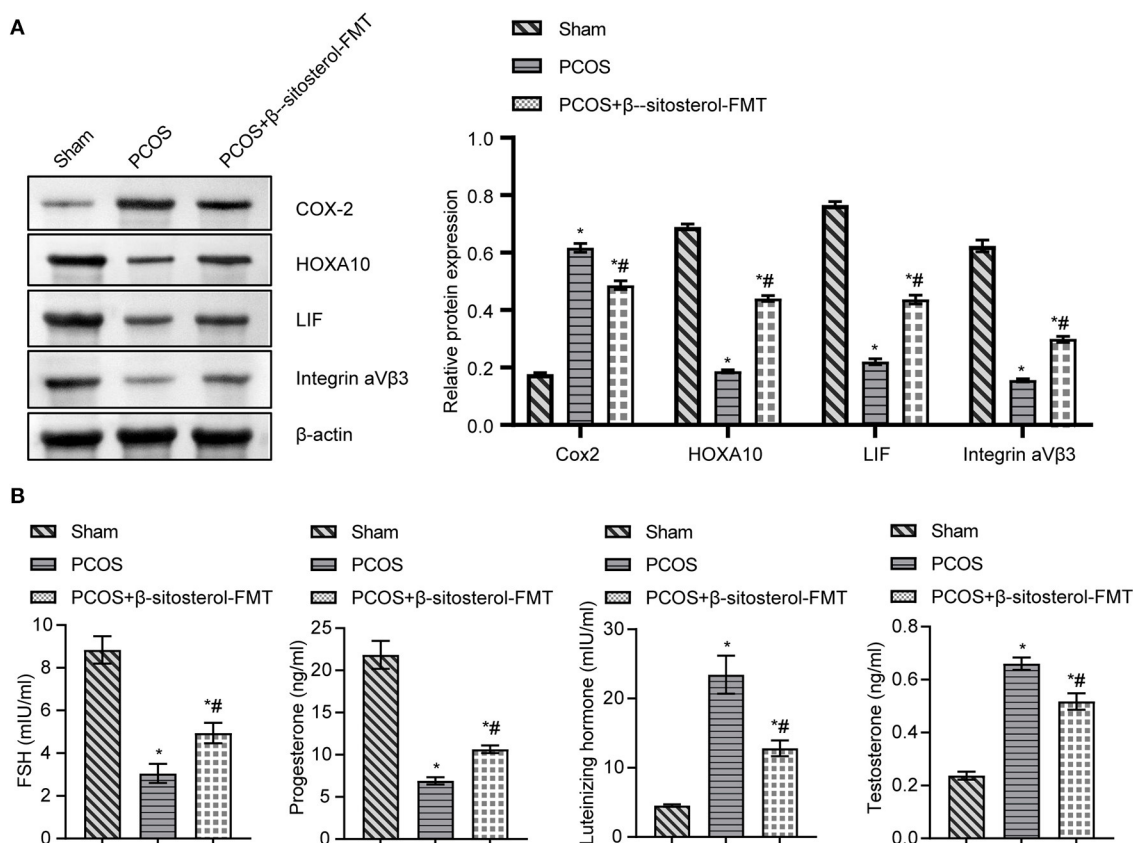 A
Sham
PCOS
PCOS+β--sitosterol-FMT
COX-2
HOXA10
LIF
Integrin aVβ3
β-actin
Sham
PCOS
PCOS+β--sitosterol-FMT
Relative protein expression
1.0
0.8
0.6
0.4
0.2
0.0
*
*#
*
*#
*
*#
*
*#
Cox2
HOXA10
LIF
Integrin aVβ3
B
Sham
PCOS
PCOS+β-sitosterol-FMT
FSH (mIU/ml)
10
8
6
4
2
0
*
*#
Sham
PCOS
PCOS+β-sitosterol-FMT
Progesterone (ng/ml)
25
20
15
10
5
0
*
*#
Sham
PCOS
PCOS+β-sitosterol-FMT
Luteinizing hormone (mIU/ml)
30
20
10
0
*
*#
Sham
PCOS
PCOS+β-sitosterol-FMT
Testosterone (ng/ml)
0.8
0.6
0.4
0.2
0.0
*
*#